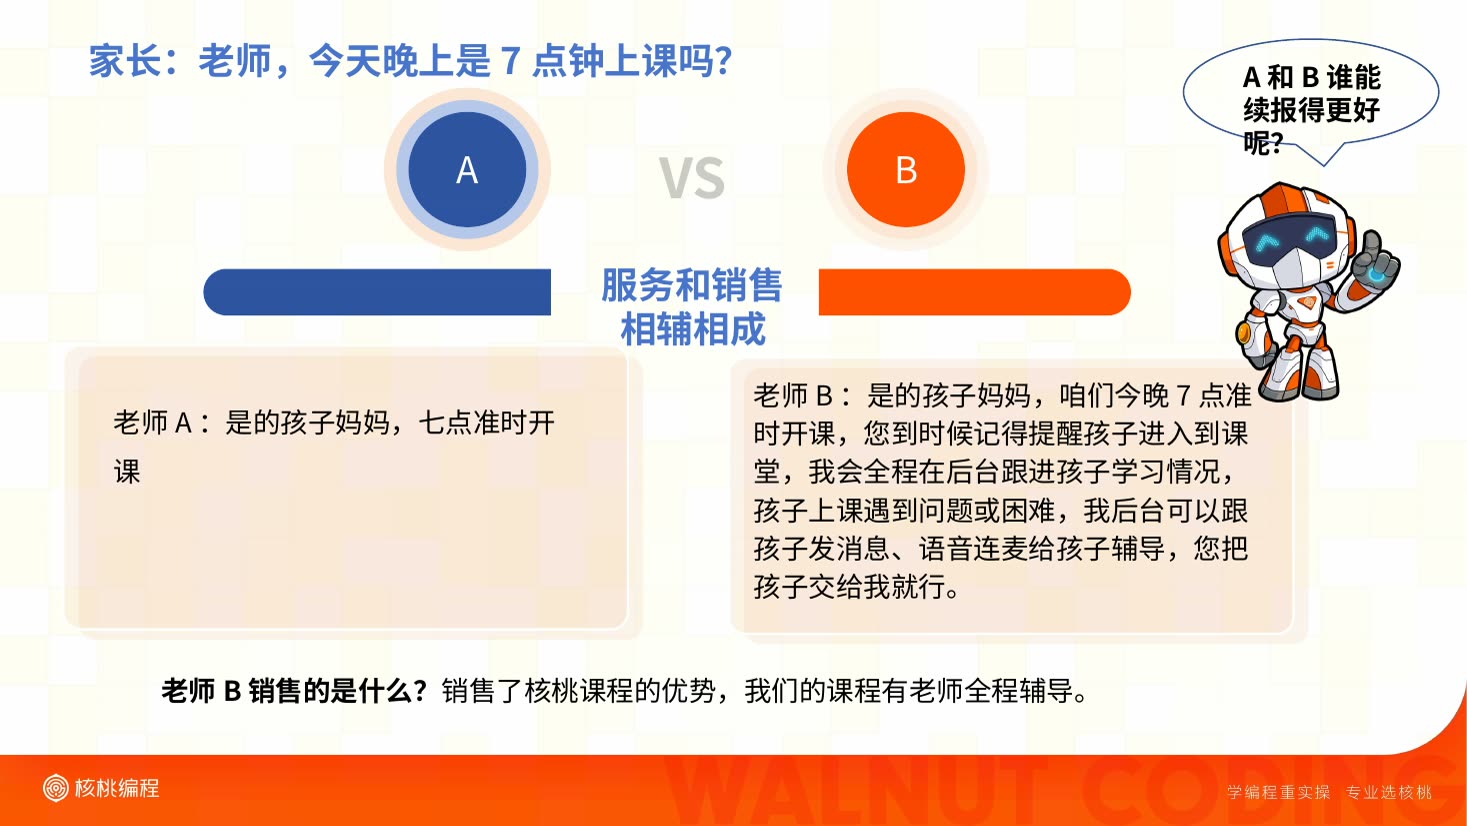 家长：老师，今天晚上是 7 点钟上课吗？
A 和 B 谁能
续报得更好
呢？
A
VS
B
服务和销售
相辅相成
老师 A ：是的孩子妈妈，七点准时开
课
老师 B ：是的孩子妈妈，咱们今晚 7 点准
时开课，您到时候记得提醒孩子进入到课
堂，我会全程在后台跟进孩子学习情况，
孩子上课遇到问题或困难，我后台可以跟
孩子发消息、语音连麦给孩子辅导，您把
孩子交给我就行。
老师 B 销售的是什么？销售了核桃课程的优势，我们的课程有老师全程辅导。
核桃编程
WALNUT CODING
学编程重实操 专业选核桃